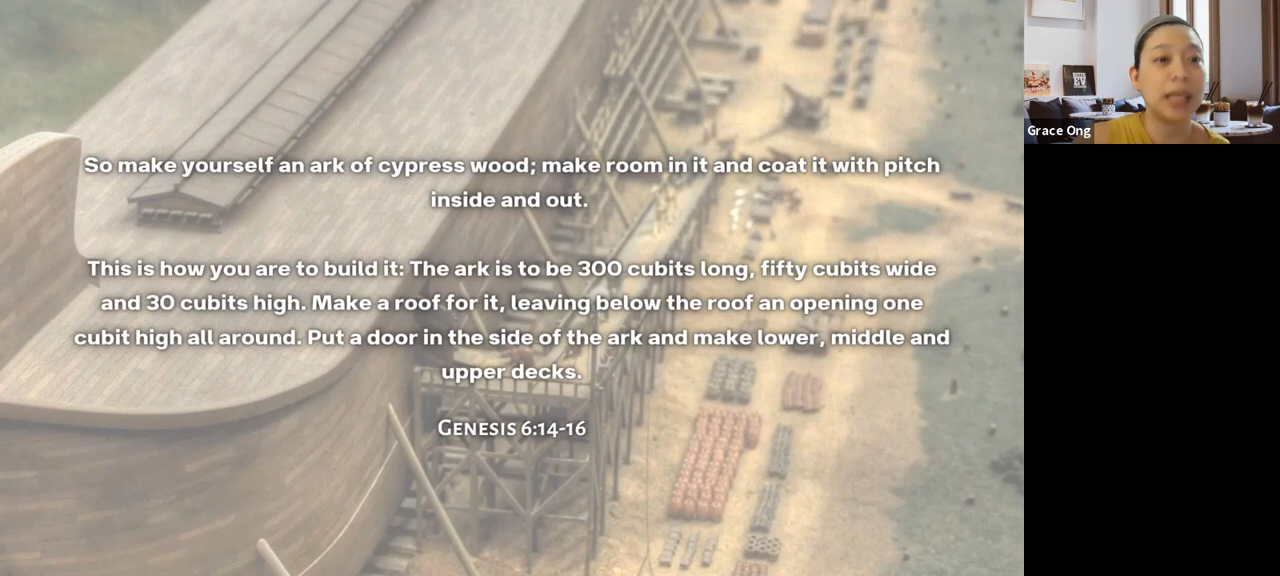 So make yourself an ark of cypress wood; make room in it and coat it with pitch
inside and out.
This is how you are to build it: The ark is to be 300 cubits long, fifty cubits wide
and 30 cubits high. Make a roof for it, leaving below the roof an opening one
cubit high all around. Put a door in the side of the ark and make lower, middle and
upper decks.
GENESIS 6:14-16
Grace Ong